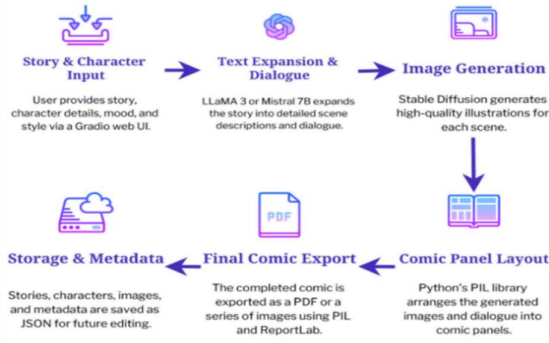 Story & Character
Input
User provides story,
character details, mood, and
style via a Gradio web UI.
Text Expansion &
Dialogue
LLaMA 3 or Mistral 7B expands
the story into detailed scene
descriptions and dialogue.
Image Generation
Stable Diffusion generates
high-quality illustrations for
each scene.
Comic Panel Layout
Python's PIL library
arranges the generated
images and dialogue into
comic panels.
PDF
Final Comic Export
The completed comic is
exported as a PDF or a
series of images using PIL
and ReportLab.
Storage & Metadata
Stories, characters, images,
and metadata are saved as
JSON for future editing.